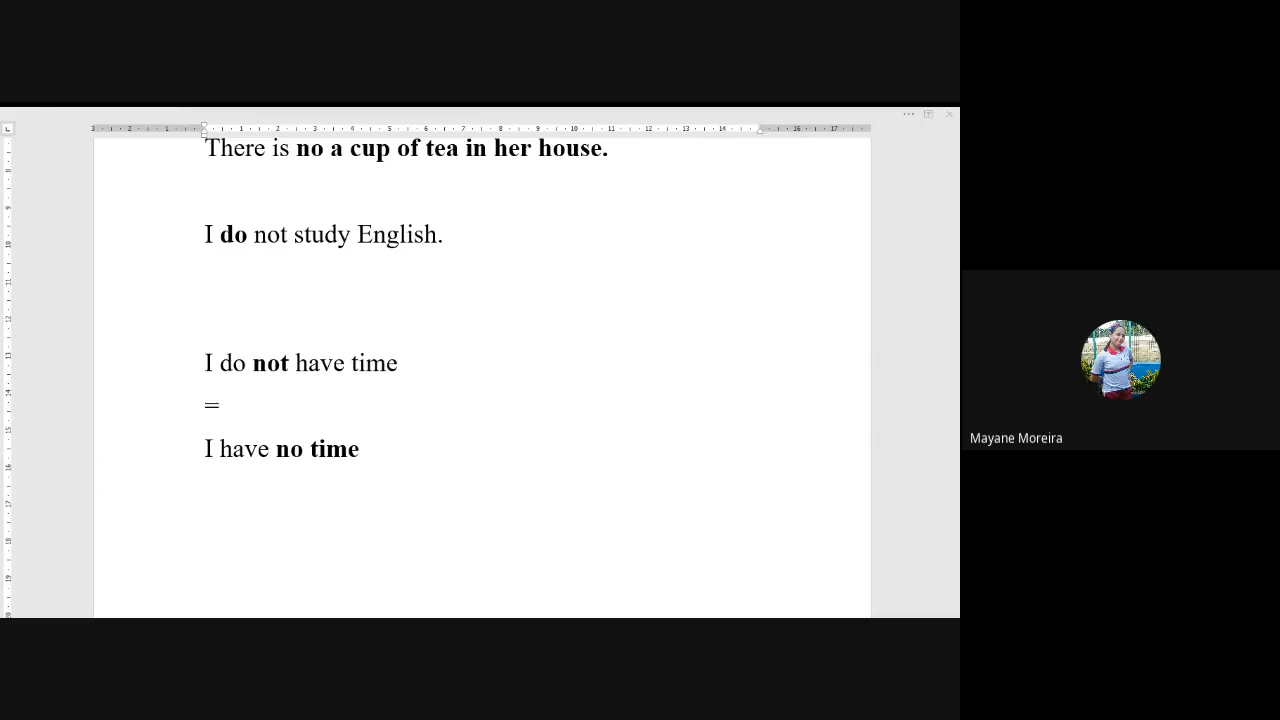 There is no a cup of tea in her house.
I do not study English.
I do not have time
=
I have no time
Mayane Moreira